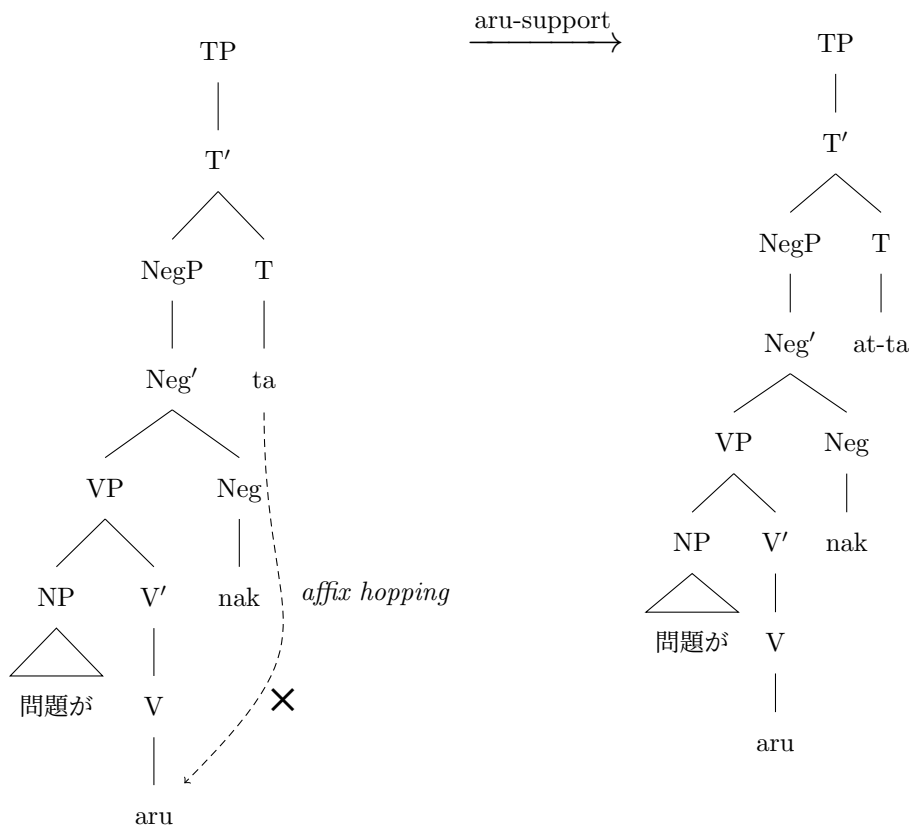 aru-support
TP
T′
NegP T
Neg′ ta
VP Neg
NP V′ nak
affix hopping
問題が V
×
aru
TP
T′
NegP T
Neg′ at-ta
VP Neg
NP V′ nak
問題が V
aru